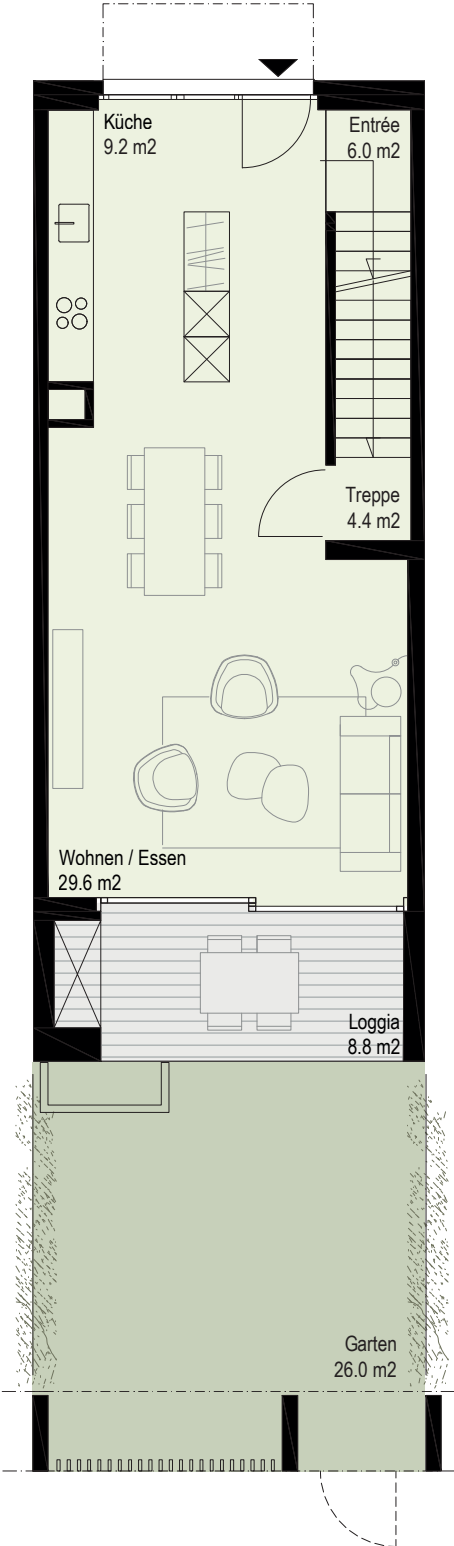 Küche
9.2 m2
Entrée
6.0 m2
Treppe
4.4 m2
Wohnen / Essen
29.6 m2
Loggia
8.8 m2
Garten
26.0 m2